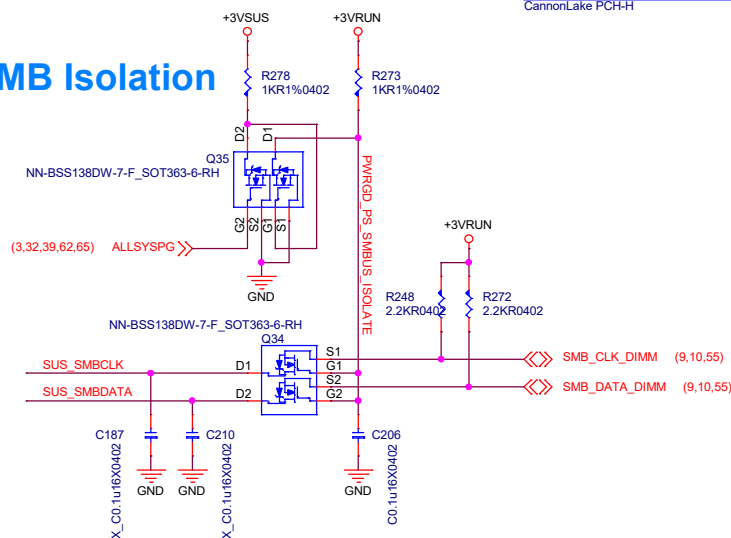 CannonLake PCH-H
+3VSUS
+3VRUN
MB Isolation
R278
1KR1%0402
R273
1KR1%0402
D2
D1
Q35
NN-BSS138DW-7-F_SOT363-6-RH
G2
S2
G1
S1
(3,32,39,62,65)
ALLSYSPG
GND
PWRGD_PS_SMBUS_ISOLATE
+3VRUN
R248
2.2KR0402
R272
2.2KR0402
NN-BSS138DW-7-F_SOT363-6-RH
Q34
SUS_SMBCLK
D1
S1
G1
SMB_CLK_DIMM
(9,10,55)
SUS_SMBDATA
D2
S2
G2
SMB_DATA_DIMM
(9,10,55)
C187
X_C0.1u16X0402
GND
C210
X_C0.1u16X0402
GND
C206
C0.1u16X0402
GND